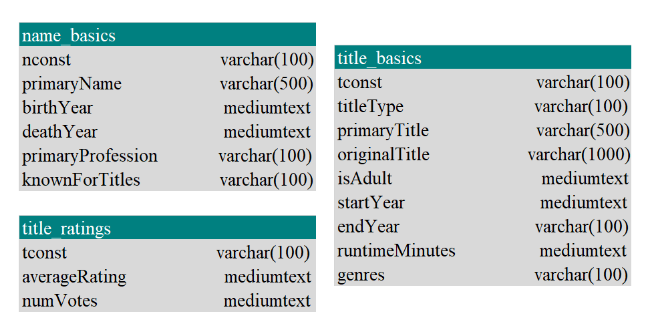 name_basics
nconst varchar(100)
primaryName varchar(500)
birthYear mediumtext
deathYear mediumtext
primaryProfession varchar(100)
knownForTitles varchar(100)
title_ratings
tconst varchar(100)
averageRating mediumtext
numVotes mediumtext
title_basics
tconst varchar(100)
titleType varchar(100)
primaryTitle varchar(500)
originalTitle varchar(1000)
isAdult mediumtext
startYear mediumtext
endYear varchar(100)
runtimeMinutes mediumtext
genres varchar(100)